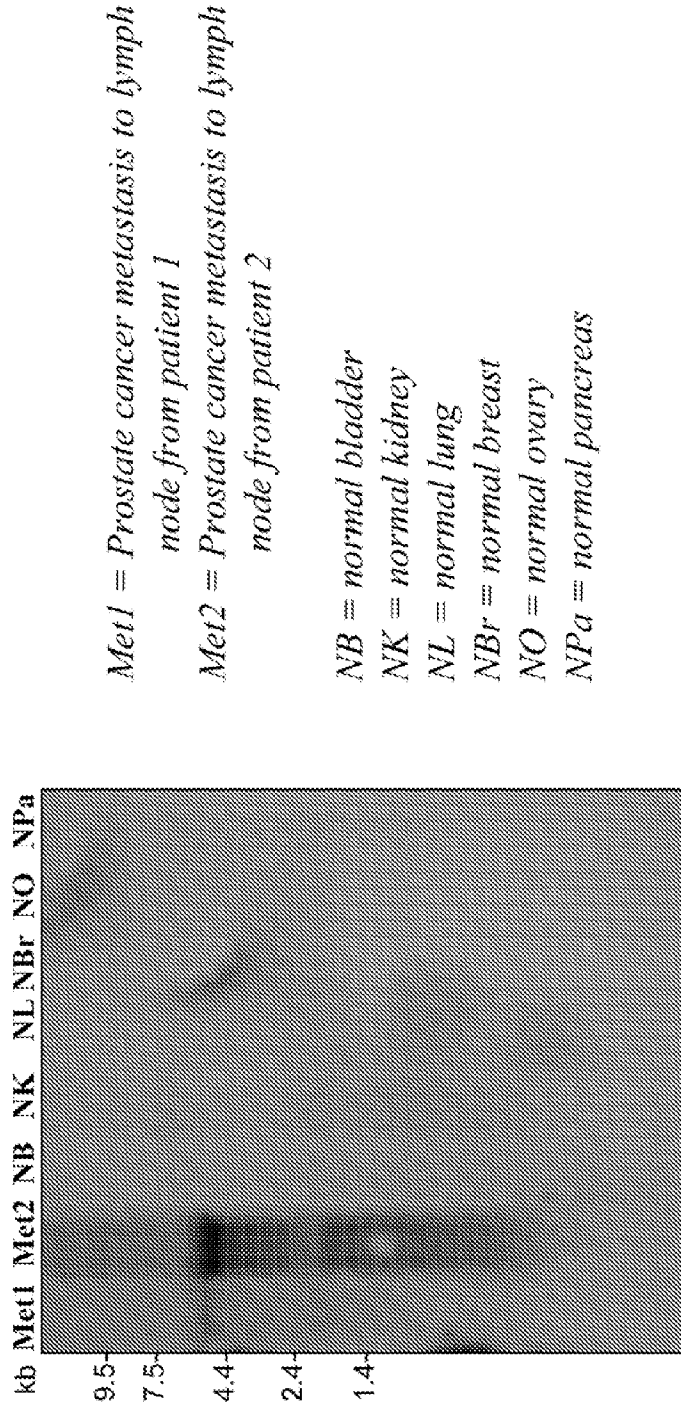 kb Met1 Met2 NB NK NL NBr NO NPa
9.5-
7.5-
4.4-
2.4-
1.4-
Met1 = Prostate cancer metastasis to lymph
node from patient 1
Met2 = Prostate cancer metastasis to lymph
node from patient 2
NB = normal bladder
NK = normal kidney
NL = normal lung
NBr = normal breast
NO = normal ovary
NPa = normal pancreas